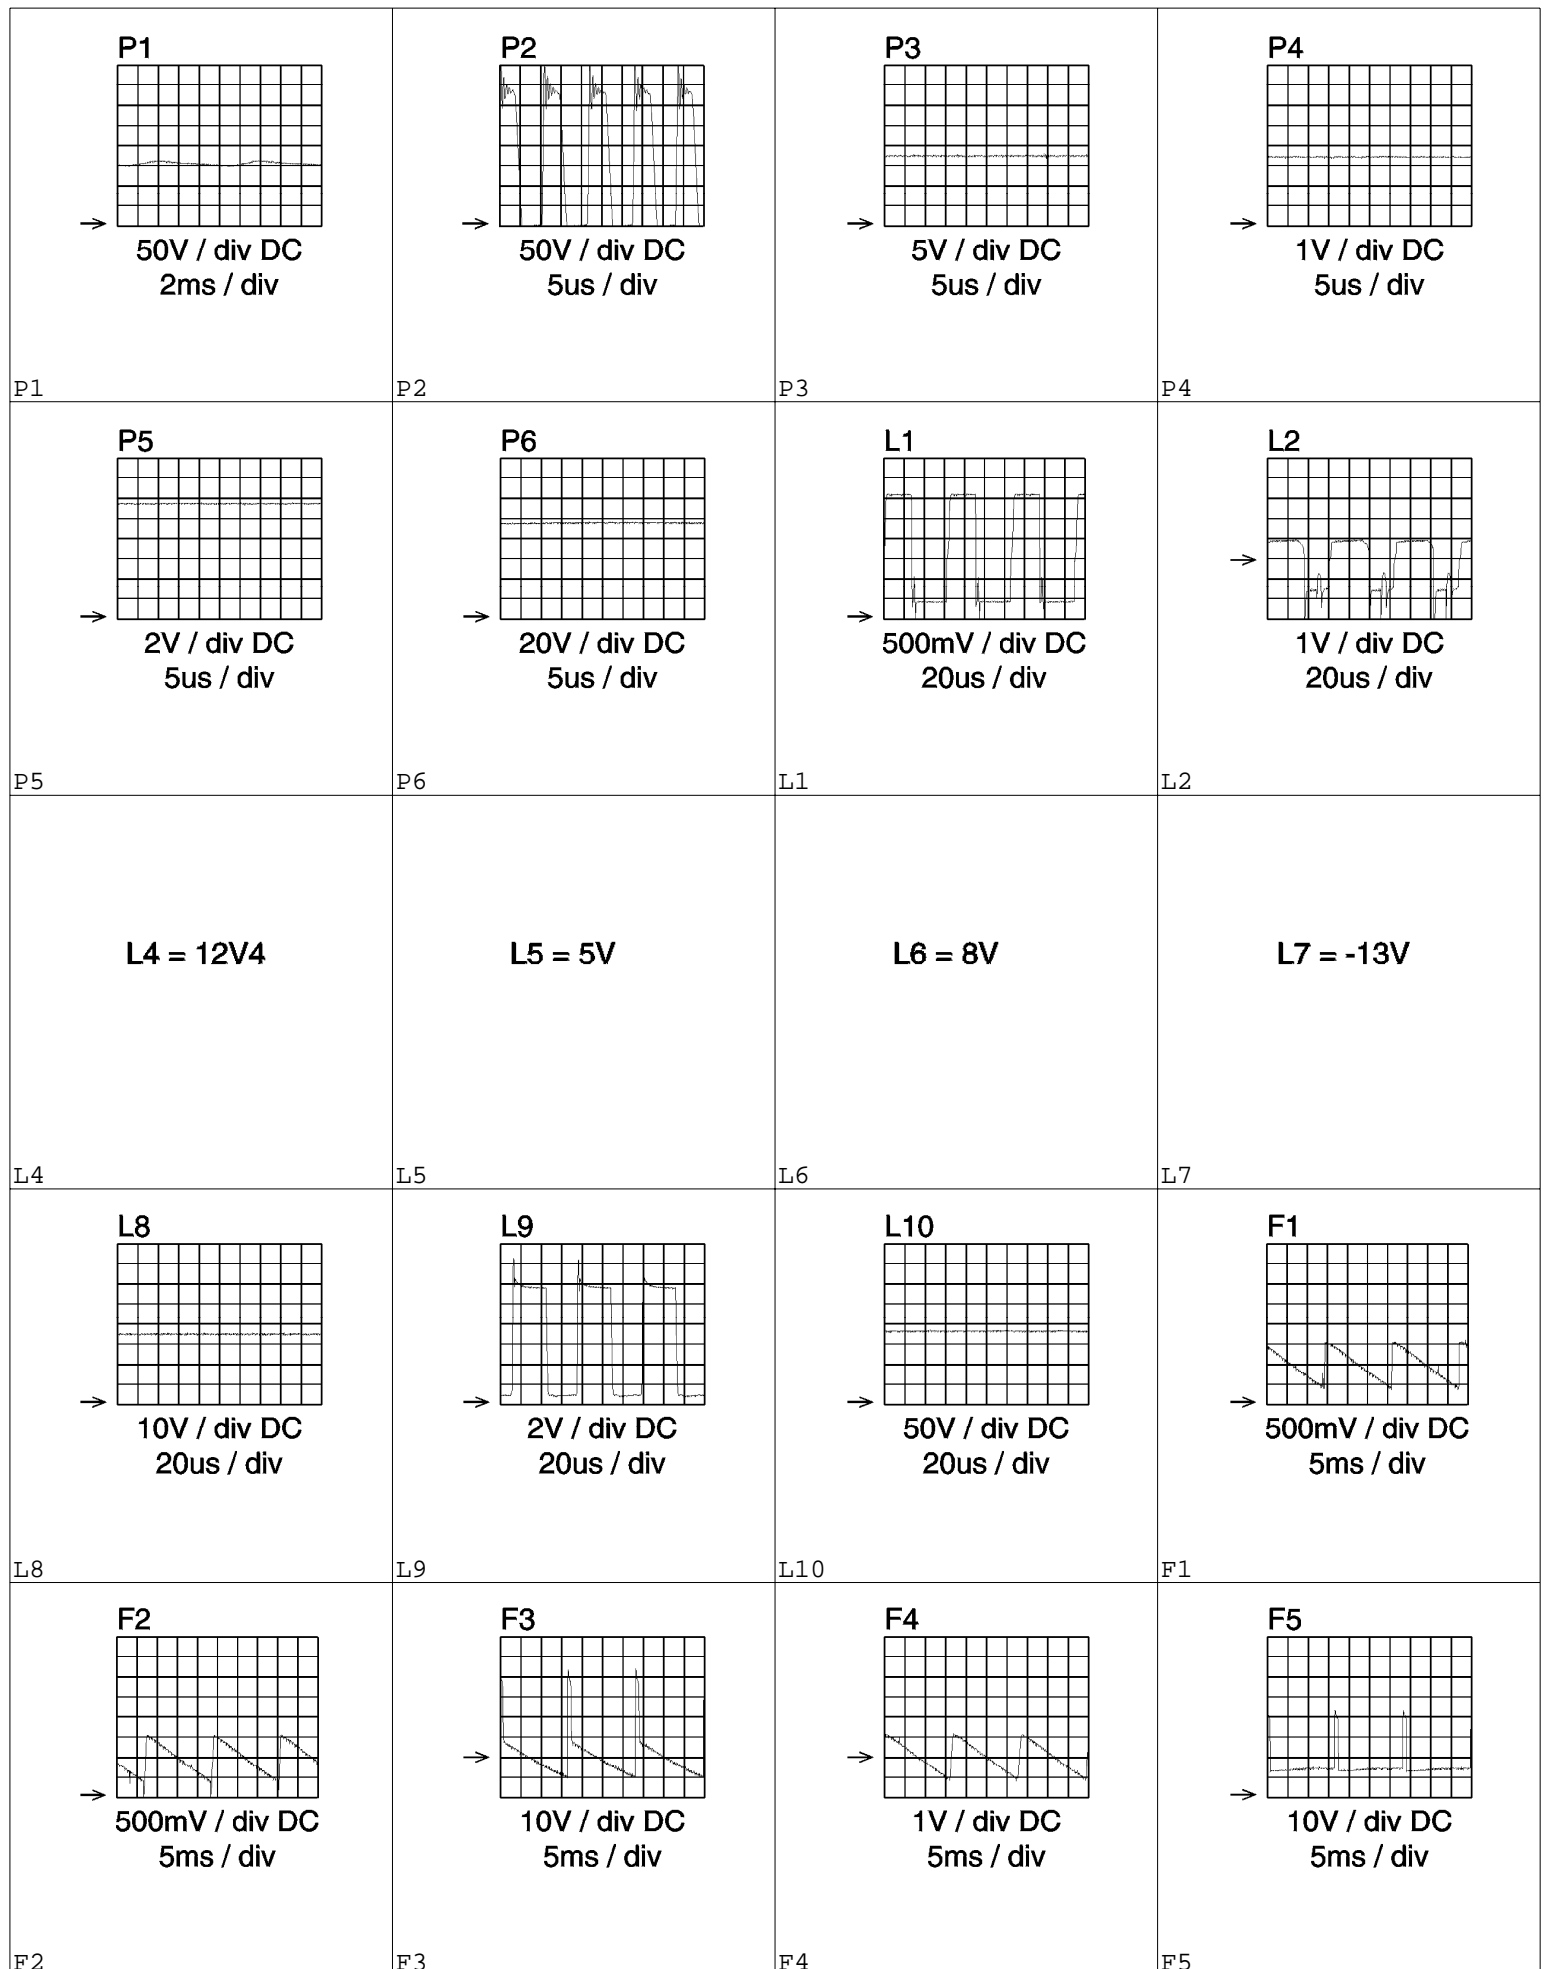 P1
50V / div DC
2ms / div
P1
P2
50V / div DC
5us / div
P2
P3
5V / div DC
5us / div
P3
P4
1V / div DC
5us / div
P4
P5
2V / div DC
5us / div
P5
P6
20V / div DC
5us / div
P6
L1
500mV / div DC
20us / div
L1
L2
1V / div DC
20us / div
L2
L4 = 12V4
L4
L5 = 5V
L5
L6 = 8V
L6
L7 = -13V
L7
L8
10V / div DC
20us / div
L8
L9
2V / div DC
20us / div
L9
L10
50V / div DC
20us / div
L10
F1
500mV / div DC
5ms / div
F1
F2
500mV / div DC
5ms / div
F2
F3
10V / div DC
5ms / div
F3
F4
1V / div DC
5ms / div
F4
F5
10V / div DC
5ms / div
F5